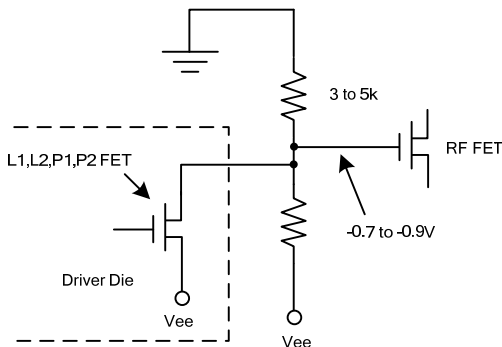 3 to 5k
L1,L2,P1,P2 FET
RF FET
-0.7 to -0.9V
Driver Die
Vee
Vee